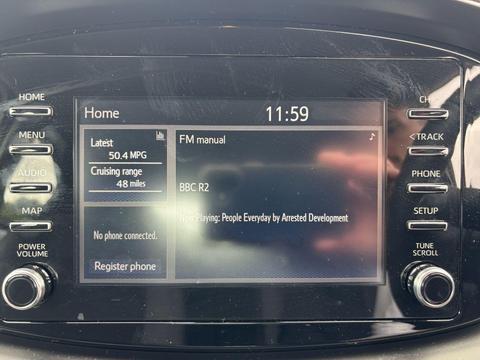 HOME
MENU
AUDIO
MAP
POWER
VOLUME
Home
11:59
Latest
50.4 MPG
Cruising range
48 miles
No phone connected.
Register phone
FM manual
BBC R2
Now Playing: People Everyday by Arrested Development
CH>
<TRACK
PHONE
SETUP
TUNE
SCROLL